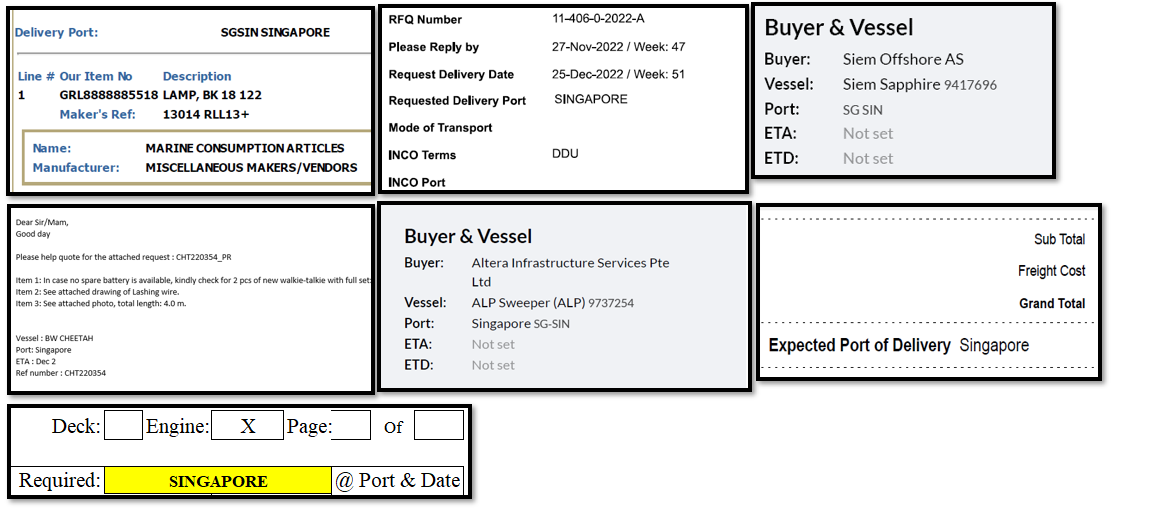 Delivery Port: SGSIN SINGAPORE
Line # Our Item No Description
1 GRL8888885518 LAMP, BK 18 122
Maker's Ref: 13014 RLL13+
Name: MARINE CONSUMPTION ARTICLES
Manufacturer: MISCELLANEOUS MAKERS/VENDORS
RFQ Number 11-406-0-2022-A
Please Reply by 27-Nov-2022 / Week: 47
Request Delivery Date 25-Dec-2022 / Week: 51
Requested Delivery Port SINGAPORE
Mode of Transport
INCO Terms DDU
INCO Port
Buyer & Vessel
Buyer: Siem Offshore AS
Vessel: Siem Sapphire 9417696
Port: SG SIN
ETA: Not set
ETD: Not set
Dear Sir/Mam,
Good day
Please help quote for the attached request : CHT220354_PR
Item 1: In case no spare battery is available, kindly check for 2 pcs of new walkie-talkie with full set:
Item 2: See attached drawing of Lashing wire.
Item 3: See attached photo, total length: 4.0 m.
Vessel : BW CHEETAH
Port: Singapore
ETA : Dec 2
Ref number : CHT220354
Buyer & Vessel
Buyer: Altera Infrastructure Services Pte
Ltd
Vessel: ALP Sweeper (ALP) 9737254
Port: Singapore SG-SIN
ETA: Not set
ETD: Not set
Sub Total
Freight Cost
Grand Total
Expected Port of Delivery Singapore
Deck: Engine: X Page: Of
Required: SINGAPORE @ Port & Date